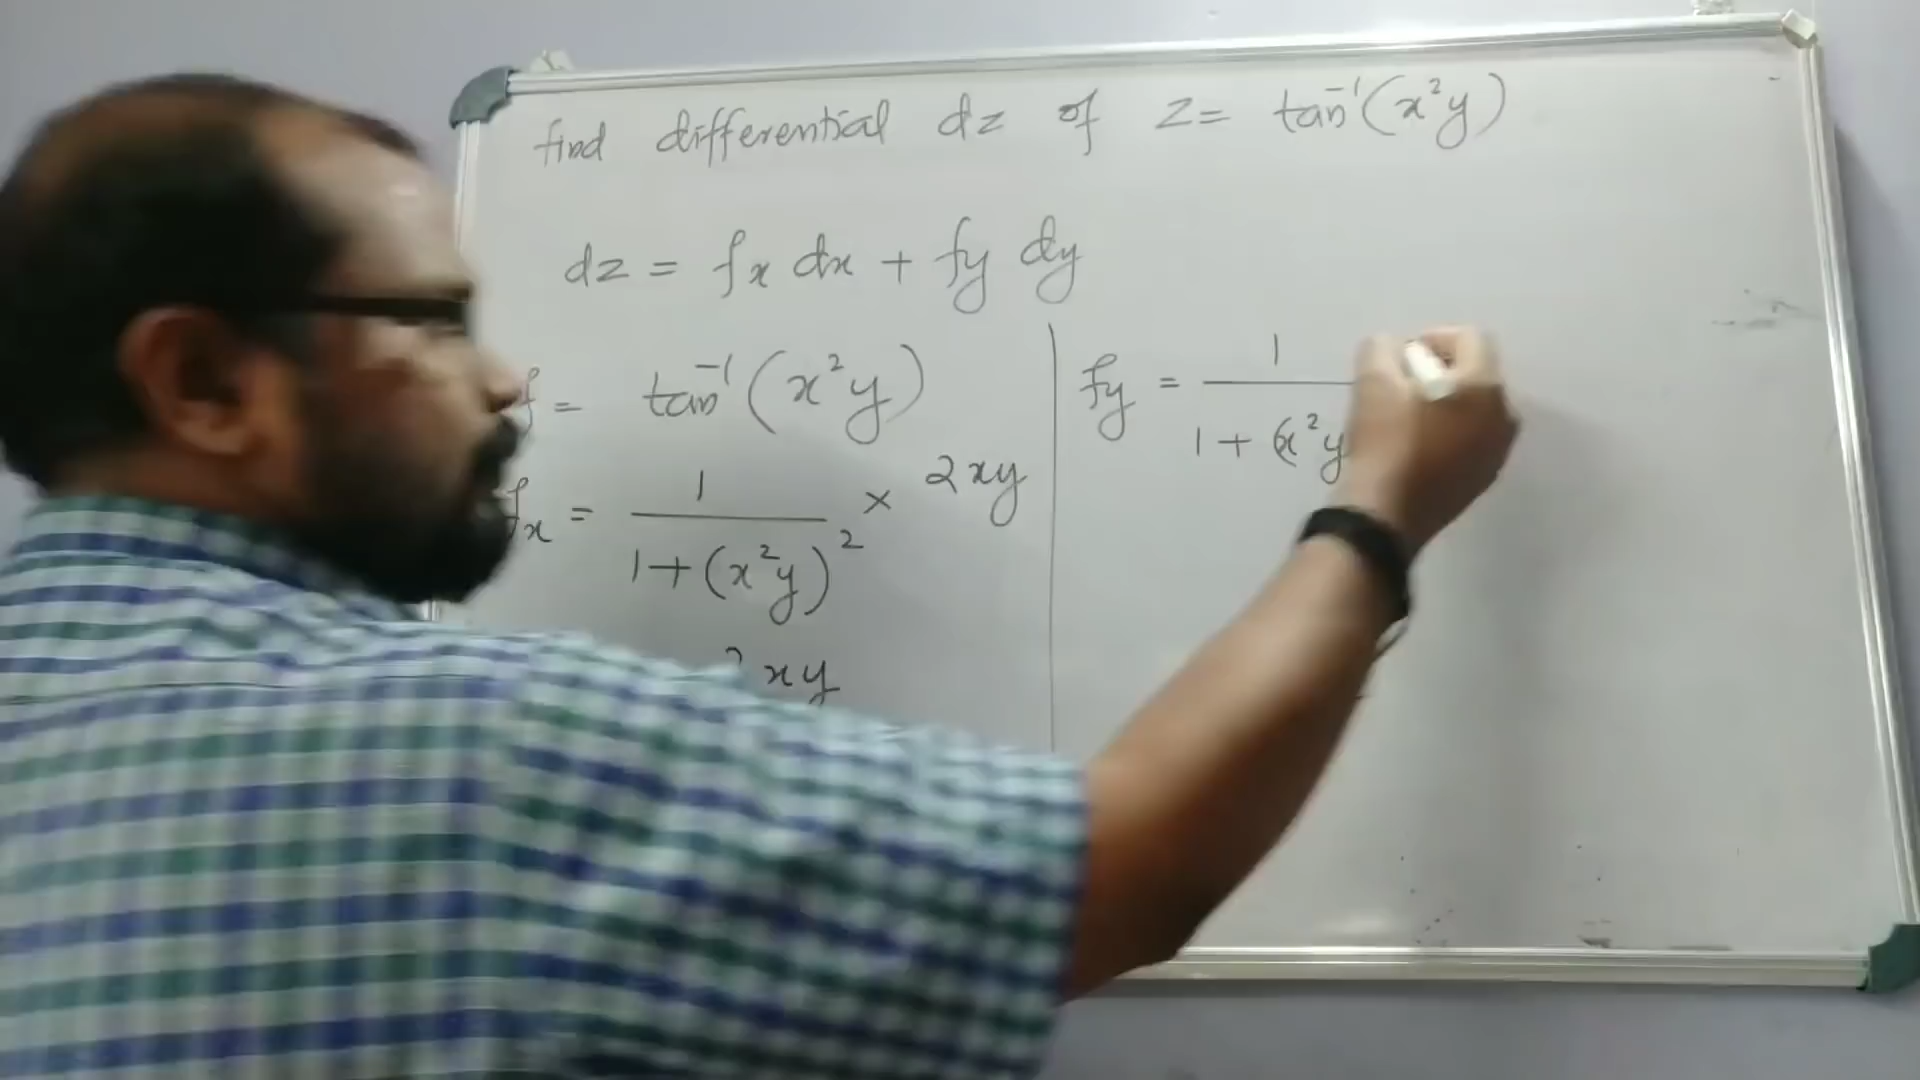 find differential dz of z = tan⁻¹(x²y)
dz = fx dx + fy dy
f = tan⁻¹(x²y)
fx = 1 / 1+(x²y)² × 2xy
2xy
fy = 1 / 1 + (x²y